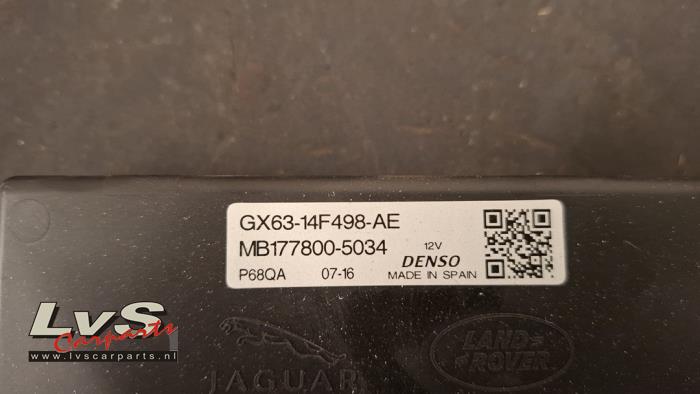 GX63-14F498-AE
MB177800-5034 12V
DENSO
P68QA 07-16 MADE IN SPAIN
LvS
Carparts
www.lvscarparts.nl
JAGUAR
LAND
ROVER